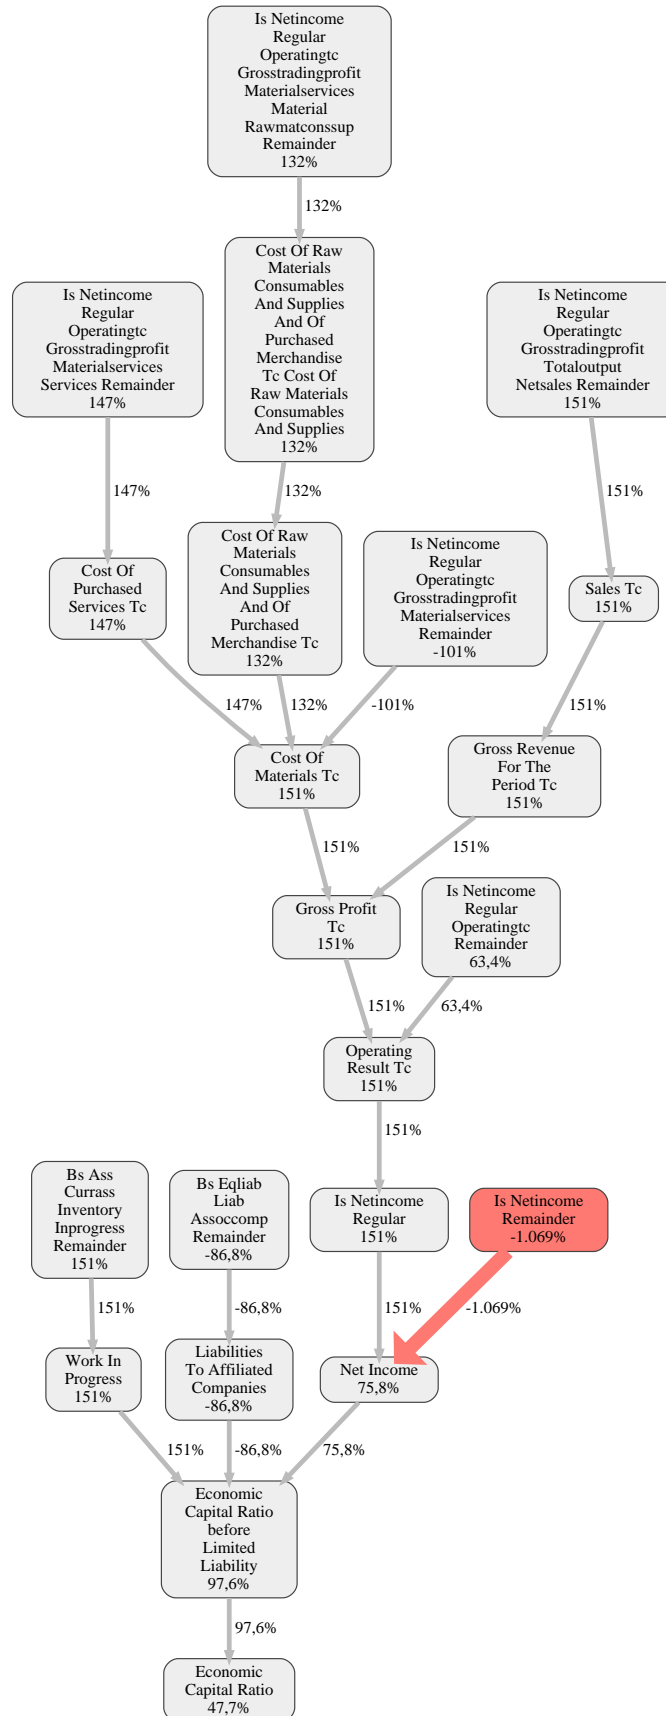 Is Netincome
Regular
Operatingtc
Grosstradingprofit
Materialservices
Material
Rawmatconssup
Remainder
132%
132%
Cost Of Raw
Materials
Consumables
And Supplies
And Of
Purchased
Merchandise
Tc Cost Of
Raw Materials
Consumables
And Supplies
132%
Is Netincome
Regular
Operatingtc
Grosstradingprofit
Materialservices
Services Remainder
147%
Is Netincome
Regular
Operatingtc
Grosstradingprofit
Totaloutput
Netsales Remainder
151%
147%
132%
151%
Cost Of
Purchased
Services Tc
147%
Cost Of Raw
Materials
Consumables
And Supplies
And Of
Purchased
Merchandise Tc
132%
Is Netincome
Regular
Operatingtc
Grosstradingprofit
Materialservices
Remainder
-101%
Sales Tc
151%
147%
132%
-101%
151%
Cost Of
Materials Tc
151%
Gross Revenue
For The
Period Tc
151%
151%
151%
Gross Profit
Tc
151%
Is Netincome
Regular
Operatingtc
Remainder
63,4%
151%
63,4%
Operating
Result Tc
151%
151%
Bs Ass
Currass
Inventory
Inprogress
Remainder
151%
Bs Eqliab
Liab
Assoccomp
Remainder
-86,8%
Is Netincome
Regular
151%
Is Netincome
Remainder
-1.069%
151%
-86,8%
151%
-1.069%
Work In
Progress
151%
Liabilities
To Affiliated
Companies
-86,8%
Net Income
75,8%
151%
-86,8%
75,8%
Economic
Capital Ratio
before
Limited
Liability
97,6%
97,6%
Economic
Capital Ratio
47,7%